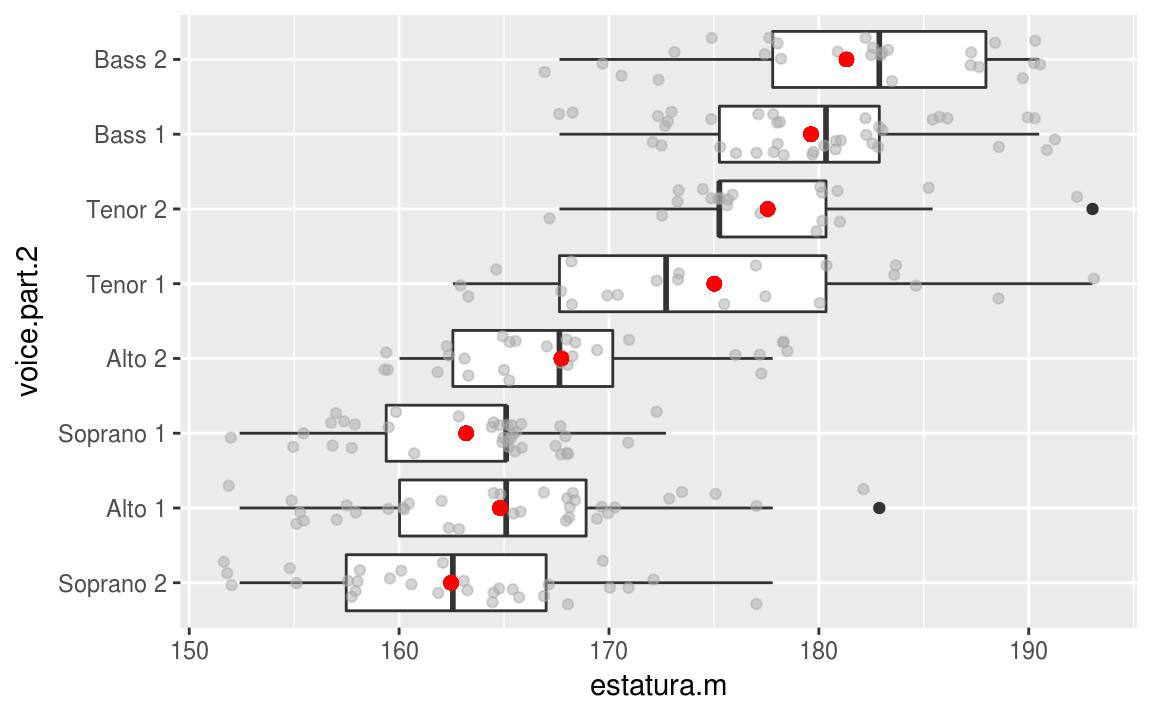 Bass 2
Bass 1
Tenor 2
Tenor 1
Alto 2
Soprano 1
Alto 1
Soprano 2
voice.part.2
150 160 170 180 190
estatura.m